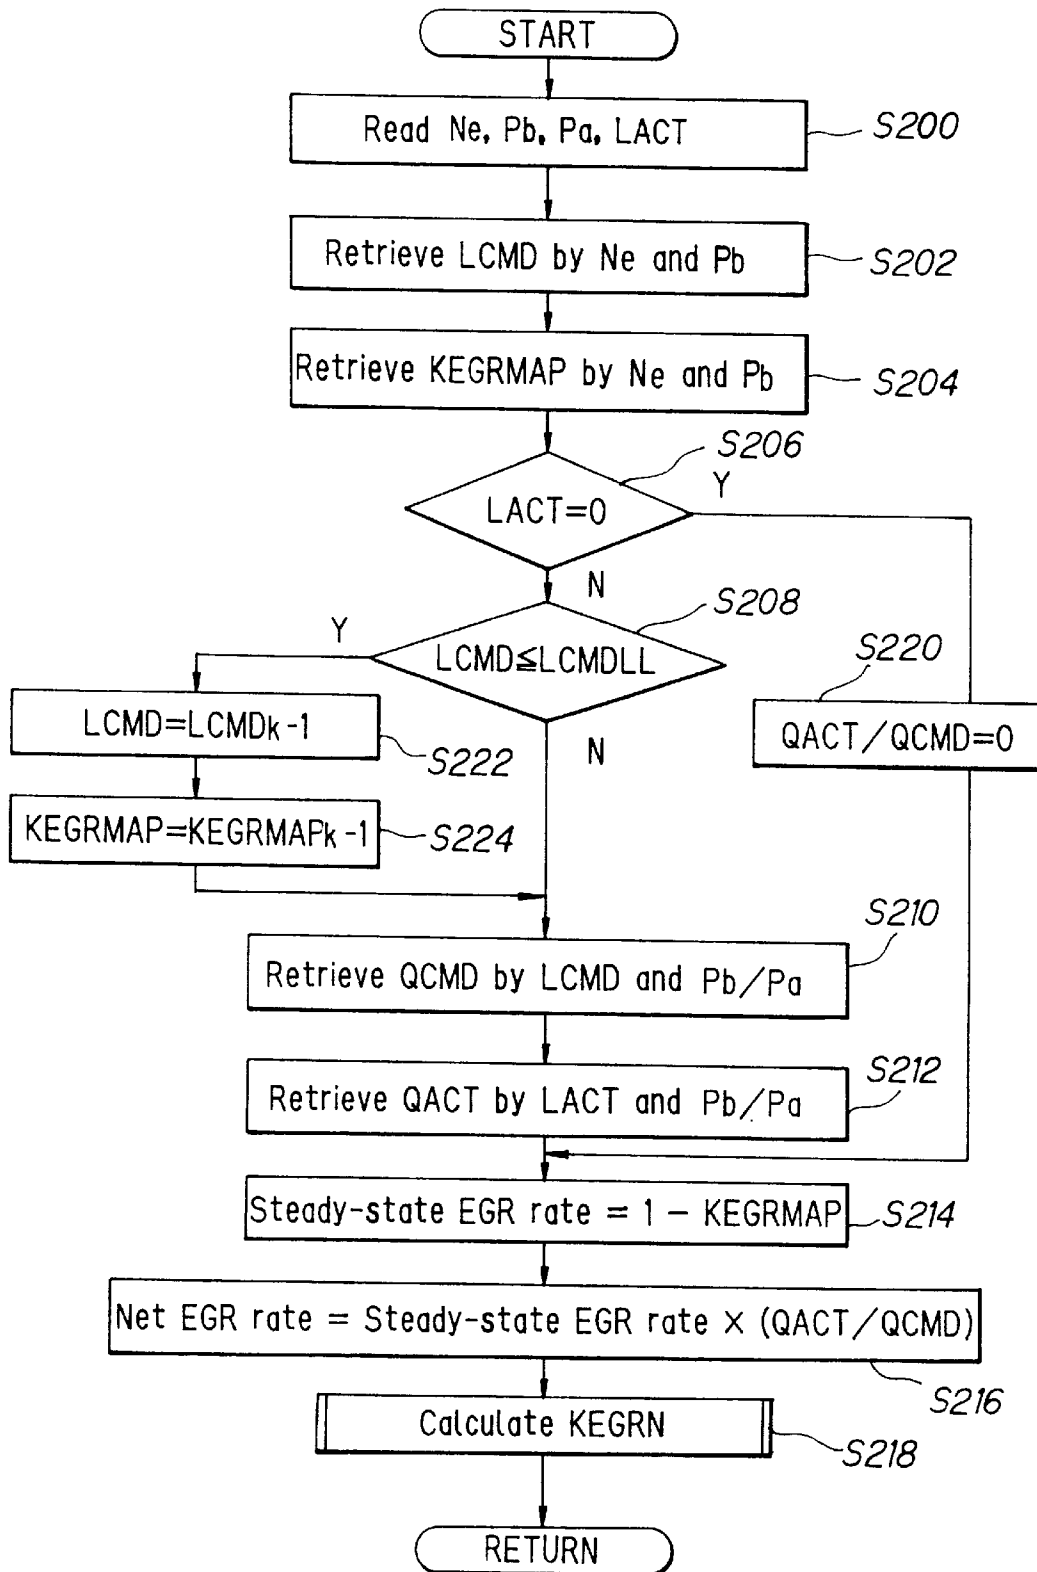 START
Read Ne, Pb, Pa, LACT
S200
Retrieve LCMD by Ne and Pb
S202
Retrieve KEGRMAP by Ne and Pb
S204
S206
LACT=0
Y
N
S208
Y
LCMD≦LCMDLL
S220
LCMD=LCMDk-1
S222
N
QACT/QCMD=0
KEGRMAP=KEGRMAPk-1
S224
S210
Retrieve QCMD by LCMD and Pb/Pa
S212
Retrieve QACT by LACT and Pb/Pa
Steady-state EGR rate = 1 - KEGRMAP
S214
Net EGR rate = Steady-state EGR rate × (QACT/QCMD)
S216
Calculate KEGRN
S218
RETURN